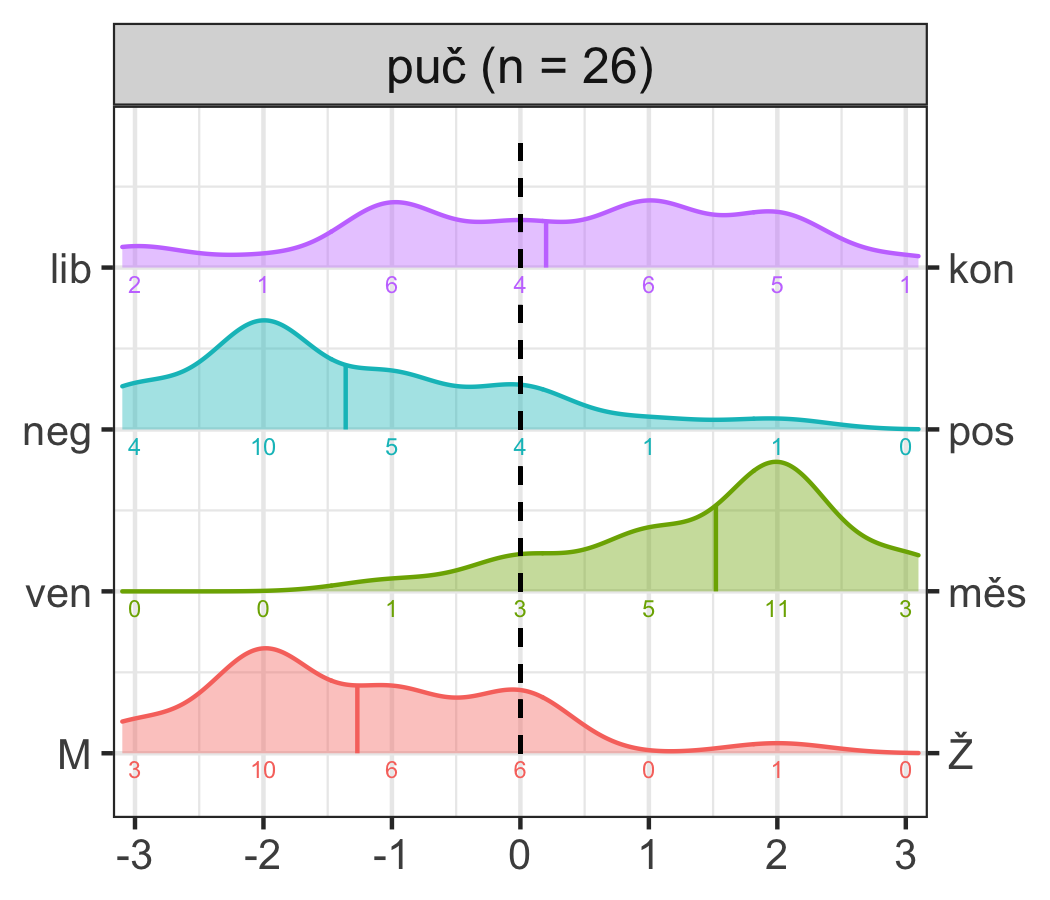 puč (n = 26)
lib kon
2 1 6 4 6 5 1
neg pos
4 10 5 4 1 1 0
ven měs
0 0 1 3 5 11 3
M Ž
3 10 6 6 0 1 0
-3 -2 -1 0 1 2 3